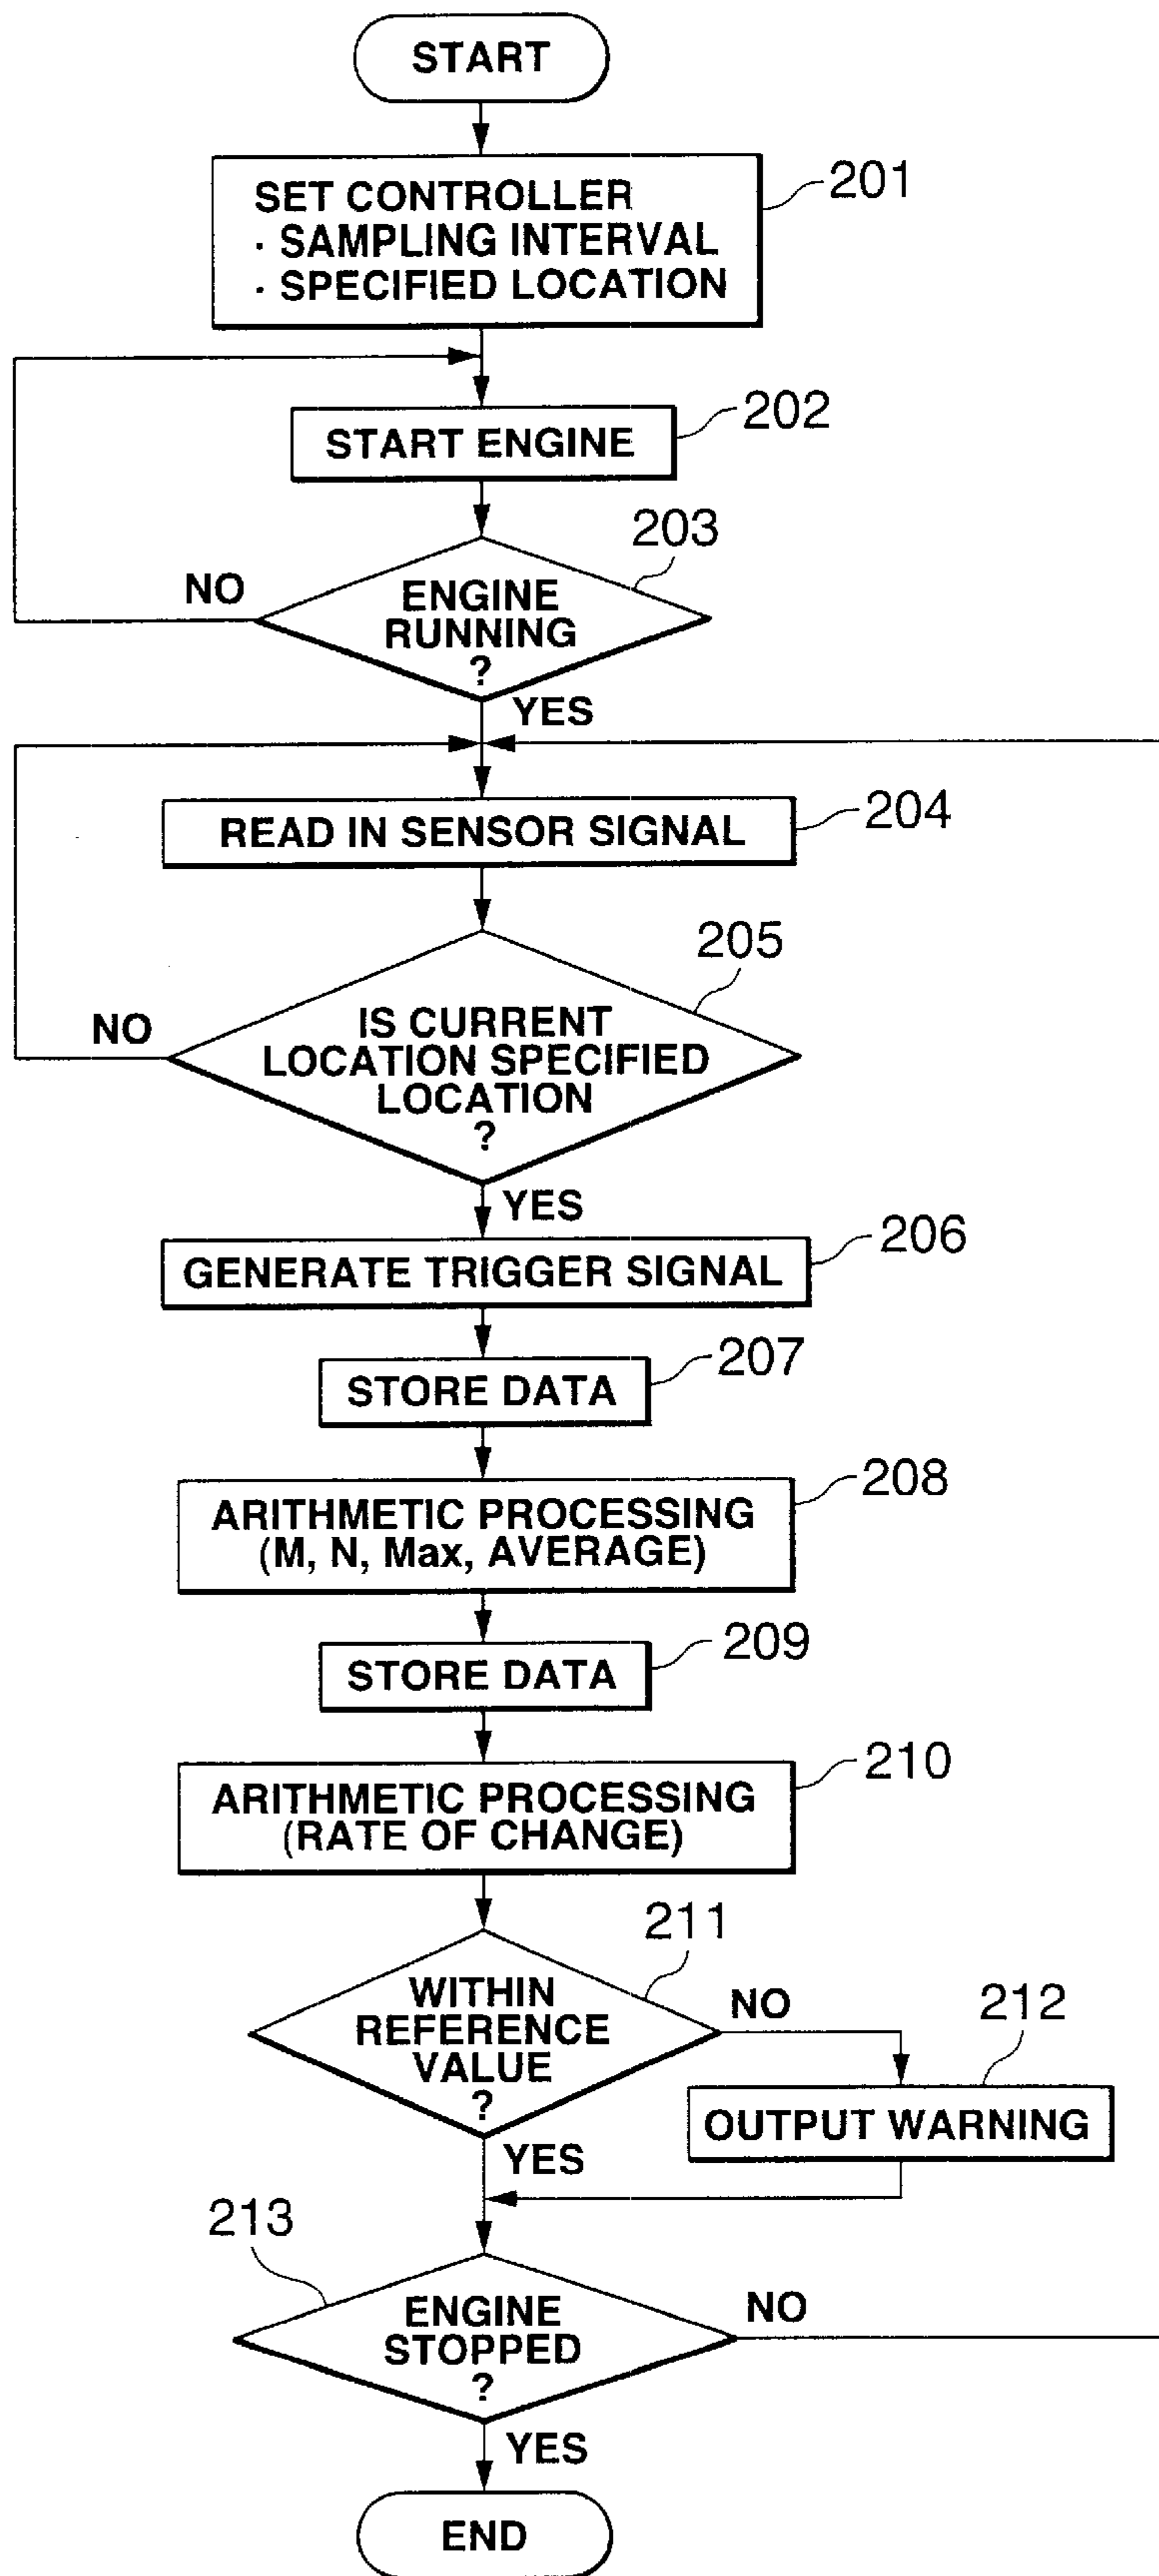 START
201
SET CONTROLLER
· SAMPLING INTERVAL
· SPECIFIED LOCATION
202
START ENGINE
203
NO
ENGINE
RUNNING
?
YES
204
READ IN SENSOR SIGNAL
205
NO
IS CURRENT
LOCATION SPECIFIED
LOCATION
?
YES
206
GENERATE TRIGGER SIGNAL
207
STORE DATA
208
ARITHMETIC PROCESSING
(M, N, Max, AVERAGE)
209
STORE DATA
210
ARITHMETIC PROCESSING
(RATE OF CHANGE)
211
WITHIN
REFERENCE
VALUE
?
NO
212
OUTPUT WARNING
YES
213
ENGINE
STOPPED
?
NO
YES
END